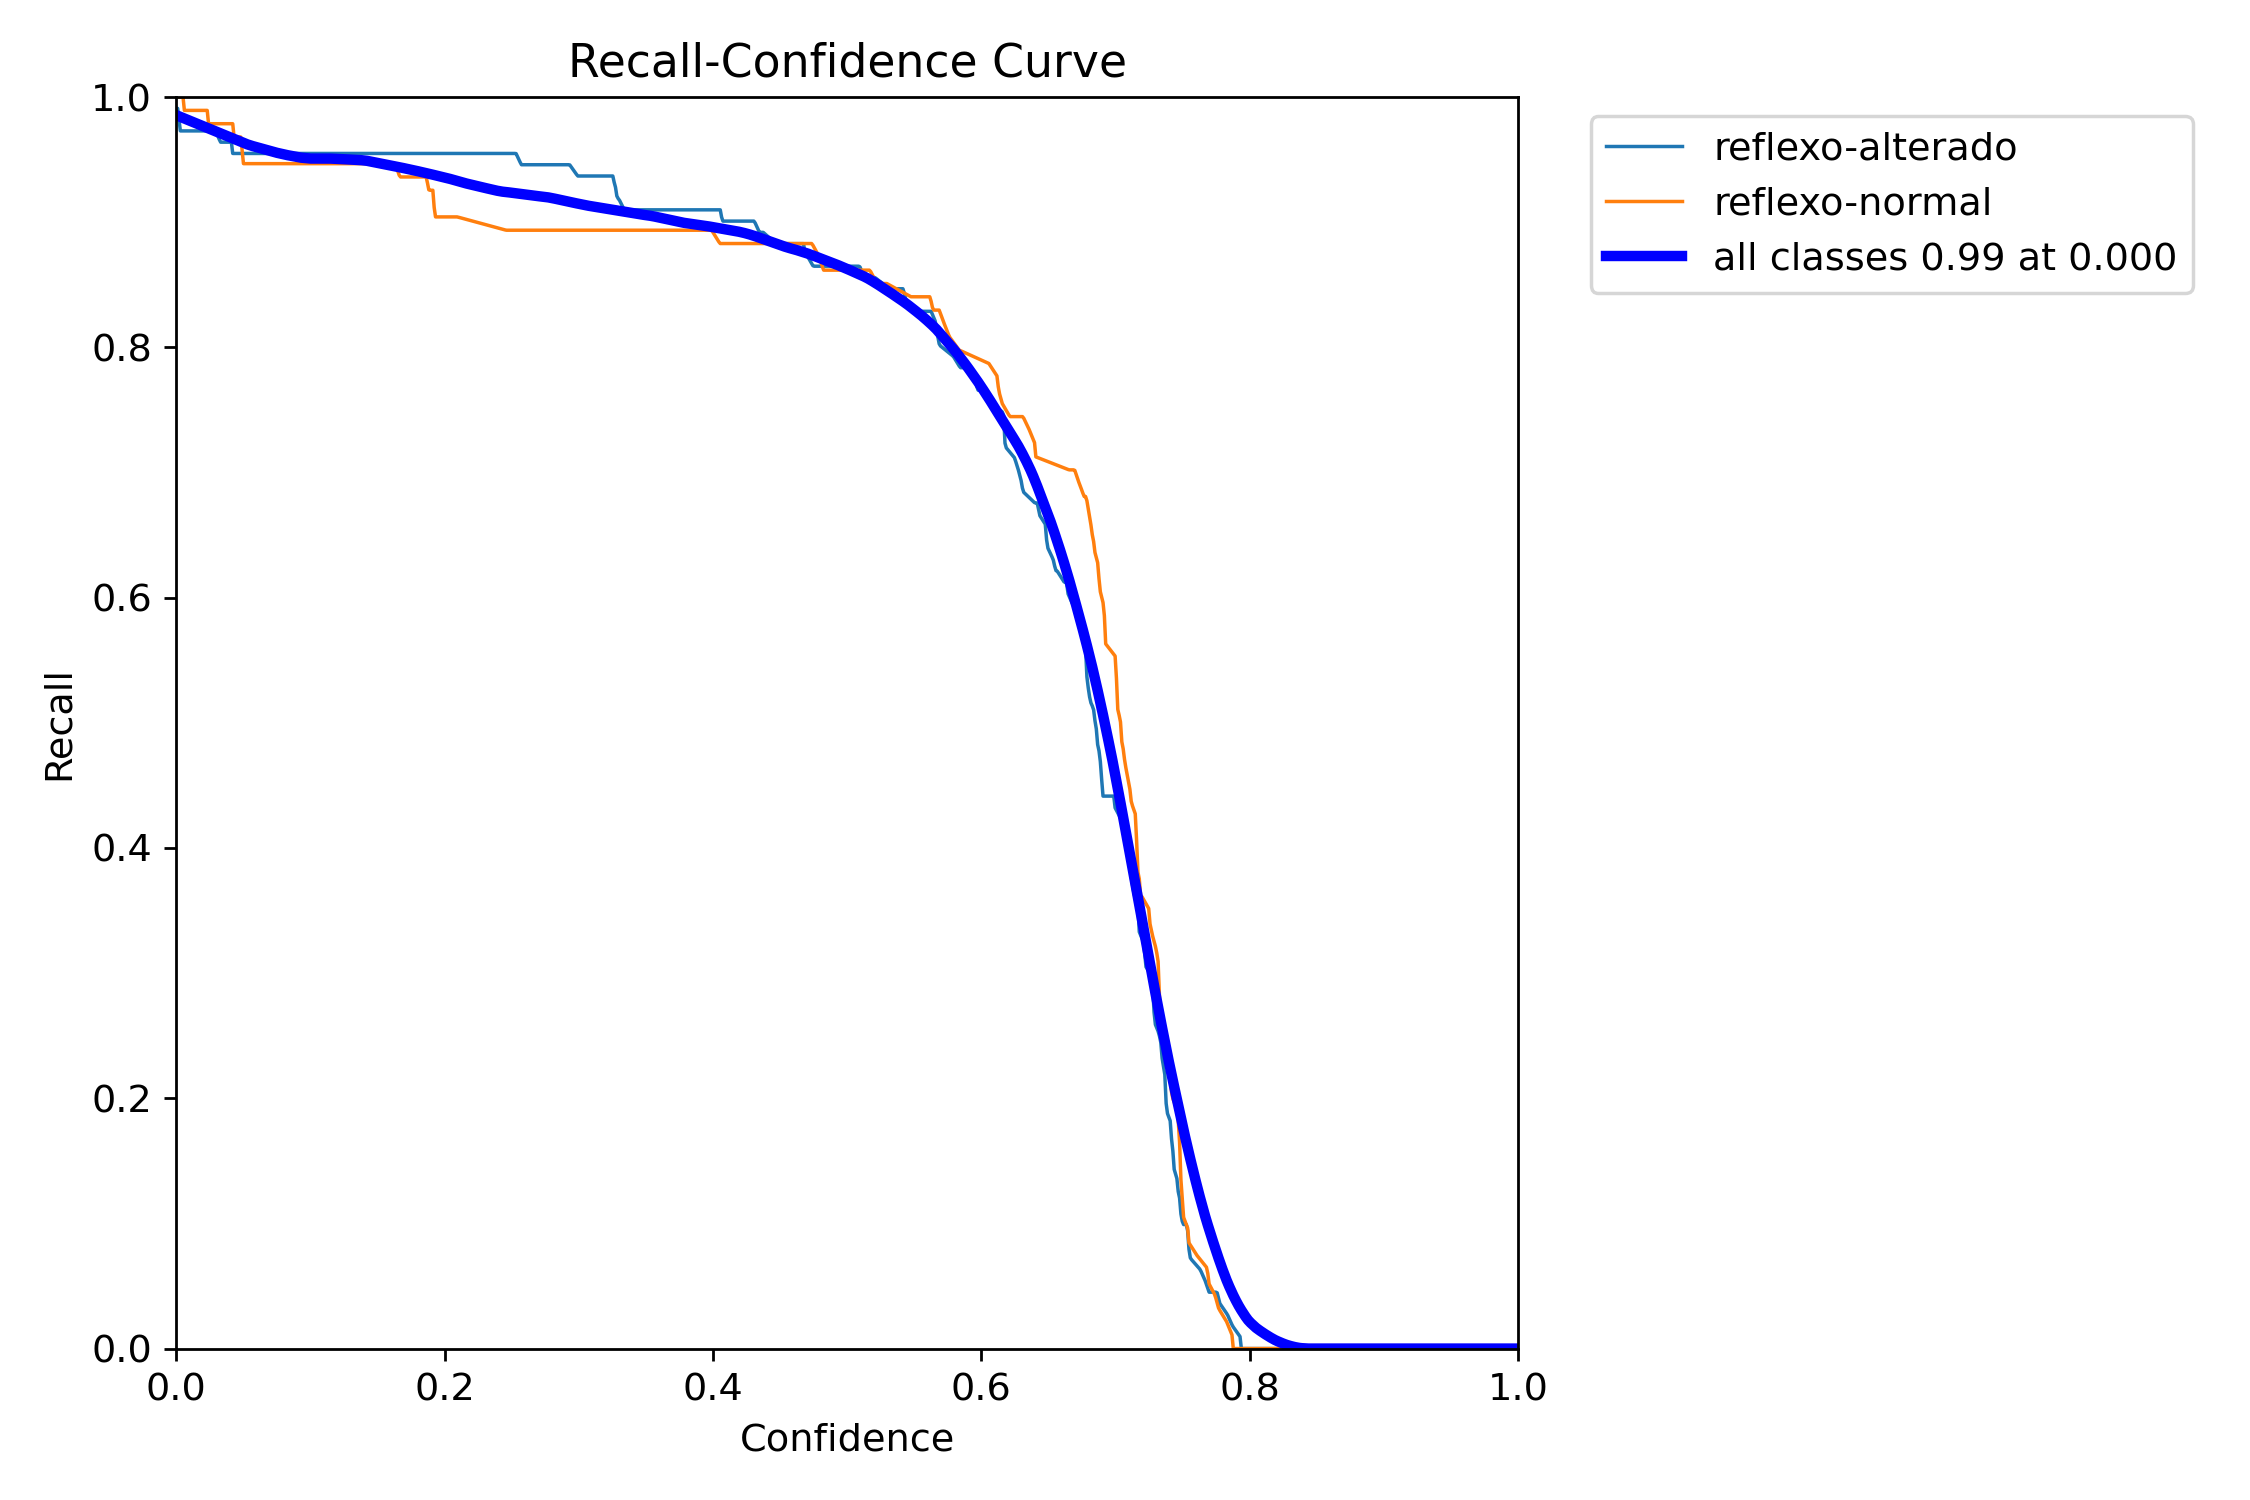 Recall-Confidence Curve
1.0
0.8
0.6
0.4
0.2
0.0
Recall
0.0 0.2 0.4 0.6 0.8 1.0
Confidence
reflexo-alterado
reflexo-normal
all classes 0.99 at 0.000